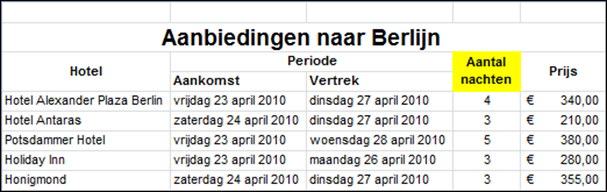 Aanbiedingen naar Berlijn
Hotel Periode Aantal nachten Prijs
Aankomst Vertrek
Hotel Alexander Plaza Berlin vrijdag 23 april 2010 dinsdag 27 april 2010 4 € 340,00
Hotel Antaras zaterdag 24 april 2010 dinsdag 27 april 2010 3 € 210,00
Potsdammer Hotel vrijdag 23 april 2010 woensdag 28 april 2010 5 € 380,00
Holiday Inn vrijdag 23 april 2010 maandag 26 april 2010 3 € 280,00
Honigmond zaterdag 24 april 2010 dinsdag 27 april 2010 3 € 355,00